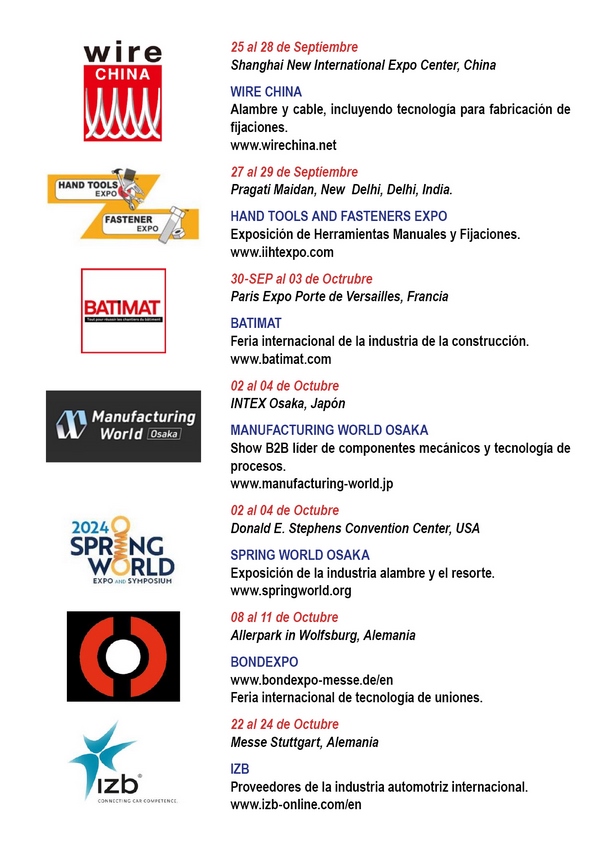 wire
CHINA
25 al 28 de Septiembre
Shanghai New International Expo Center, China
WIRE CHINA
Alambre y cable, incluyendo tecnología para fabricación de
fijaciones.
www.wirechina.net
HAND TOOLS
EXPO
FASTENER
EXPO
27 al 29 de Septiembre
Pragati Maidan, New Delhi, Delhi, India.
HAND TOOLS AND FASTENERS EXPO
Exposición de Herramientas Manuales y Fijaciones.
www.iihtexpo.com
BATIMAT
Tout pour réussir les chantiers du bâtiment
30-SEP al 03 de Octrubre
Paris Expo Porte de Versailles, Francia
BATIMAT
Feria internacional de la industria de la construcción.
www.batimat.com
Manufacturing
World Osaka
02 al 04 de Octubre
INTEX Osaka, Japón
MANUFACTURING WORLD OSAKA
Show B2B líder de componentes mecánicos y tecnología de
procesos.
www.manufacturing-world.jp
2024
SPRING
WORLD
EXPO AND SYMPOSIUM
02 al 04 de Octubre
Donald E. Stephens Convention Center, USA
SPRING WORLD OSAKA
Exposición de la industria alambre y el resorte.
www.springworld.org
08 al 11 de Octubre
Allerpark in Wolfsburg, Alemania
BONDEXPO
www.bondexpo-messe.de/en
Feria internacional de tecnología de uniones.
izb®
CONNECTING CAR COMPETENCE.
22 al 24 de Octubre
Messe Stuttgart, Alemania
IZB
Proveedores de la industria automotriz internacional.
www.izb-online.com/en